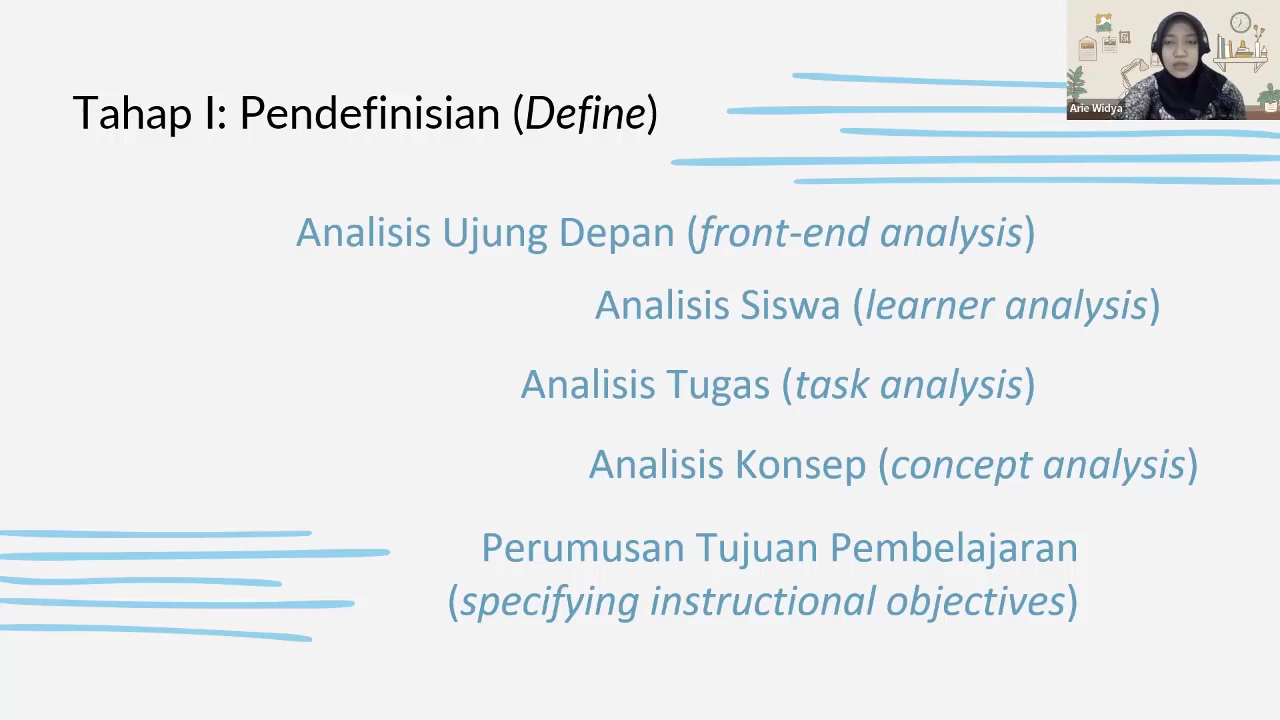 Tahap I: Pendefinisian (Define)
Arie Widya
Analisis Ujung Depan (front-end analysis)
Analisis Siswa (learner analysis)
Analisis Tugas (task analysis)
Analisis Konsep (concept analysis)
Perumusan Tujuan Pembelajaran
(specifying instructional objectives)